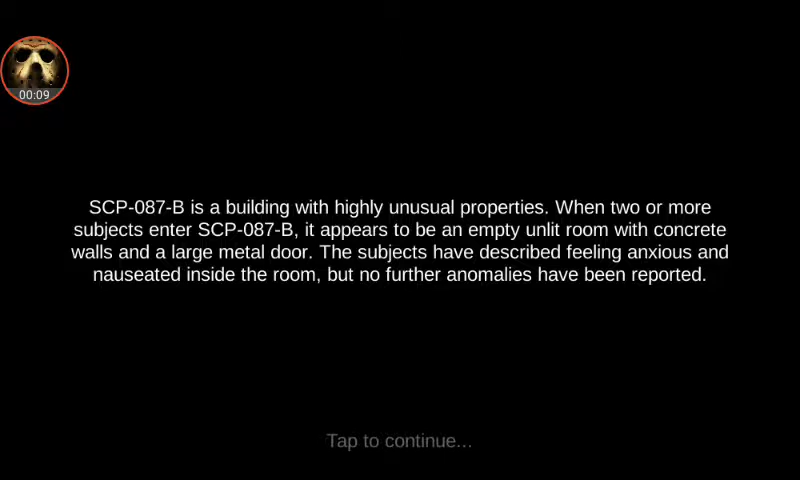 00:09
SCP-087-B is a building with highly unusual properties. When two or more
subjects enter SCP-087-B, it appears to be an empty unlit room with concrete
walls and a large metal door. The subjects have described feeling anxious and
nauseated inside the room, but no further anomalies have been reported.
Tap to continue...